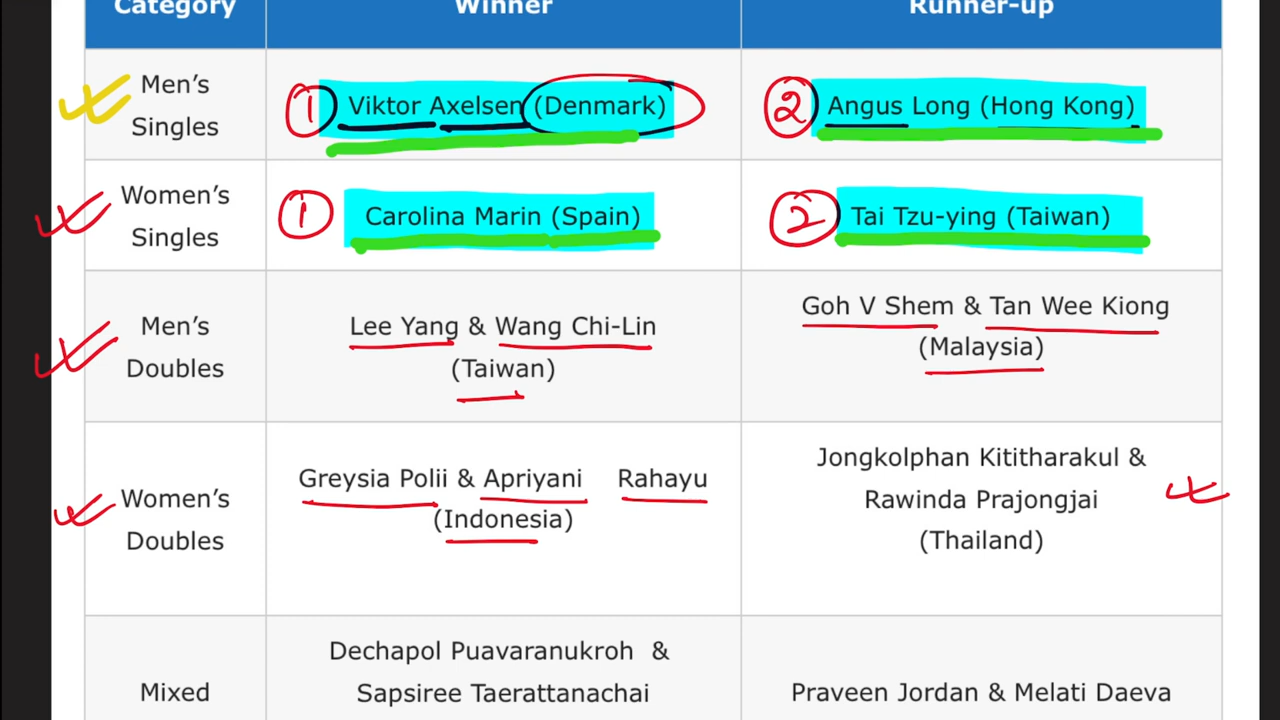 Category Winner Runner-up
Men’s
Singles
1 Viktor Axelsen (Denmark)
2 Angus Long (Hong Kong)
Women’s
Singles
1 Carolina Marin (Spain)
2 Tai Tzu-ying (Taiwan)
Men’s
Doubles
Lee Yang & Wang Chi-Lin
(Taiwan)
Goh V Shem & Tan Wee Kiong
(Malaysia)
Women’s
Doubles
Greysia Polii & Apriyani Rahayu
(Indonesia)
Jongkolphan Kititharakul &
Rawinda Prajongjai
(Thailand)
Mixed
Dechapol Puavaranukroh &
Sapsiree Taerattanachai
Praveen Jordan & Melati Daeva